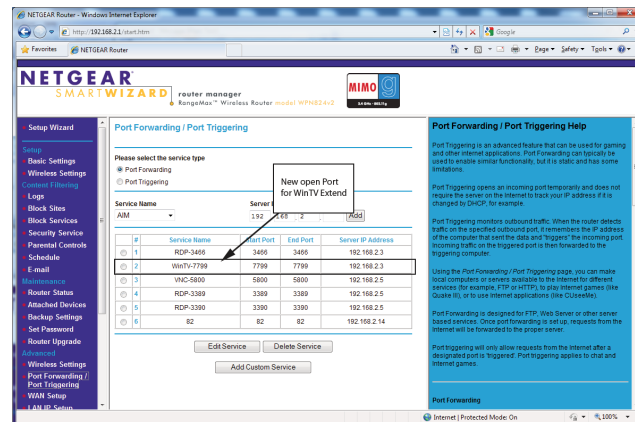 NETGEAR Router - Windows Internet Explorer
http://192.168.2.1/start.htm
Google
Favorites
NETGEAR Router
Page
Safety
Tools
NETGEAR
SMARTWIZARD router manager
RangeMax™ Wireless Router model WPN824v2
MIMO G
2.4 GHz - 802.11g
Setup Wizard
Setup
Basic Settings
Wireless Settings
Content Filtering
Logs
Block Sites
Block Services
Security Service
Parental Controls
Schedule
E-mail
Maintenance
Router Status
Attached Devices
Backup Settings
Set Password
Router Upgrade
Advanced
Wireless Settings
Port Forwarding /
Port Triggering
WAN Setup
LAN IP Setup
Port Forwarding / Port Triggering
Please select the service type
Port Forwarding
Port Triggering
New open Port
for WinTV Extend
Service Name
Server I
AIM
192 . 168 . 2 .
Add
# Service Name Start Port End Port Server IP Address
1 RDP-3466 3466 3466 192.168.2.3
2 WinTV-7799 7799 7799 192.168.2.3
3 VNC-5800 5800 5800 192.168.2.5
4 RDP-3389 3389 3389 192.168.2.5
5 RDP-3390 3390 3390 192.168.2.5
6 82 82 82 192.168.2.14
Edit Service
Delete Service
Add Custom Service
Port Forwarding / Port Triggering Help
Port Triggering is an advanced feature that can be used for gaming
and other internet applications. Port Forwarding can typically be
used to enable similar functionality, but it is static and has some
limitations.
Port Triggering opens an incoming port temporarily and does not
require the server on the Internet to track your IP address if it is
changed by DHCP, for example.
Port Triggering monitors outbound traffic. When the router detects
traffic on the specified outbound port, it remembers the IP address
of the computer that sent the data and "triggers" the incoming port.
Incoming traffic on the triggered port is then forwarded to the
triggering computer.
Using the Port Forwarding / Port Triggering page, you can make
local computers or servers available to the Internet for different
services (for example, FTP or HTTP), to play Internet games (like
Quake III), or to use Internet applications (like CUseeMe).
Port Forwarding is designed for FTP, Web Server or other server
based services. Once port forwarding is set up, requests from the
Internet will be forwarded to the proper server.
Port triggering will only allow requests from the Internet after a
designated port is 'triggered'. Port triggering applies to chat and
Internet games.
Port Forwarding
Internet | Protected Mode: On
100%